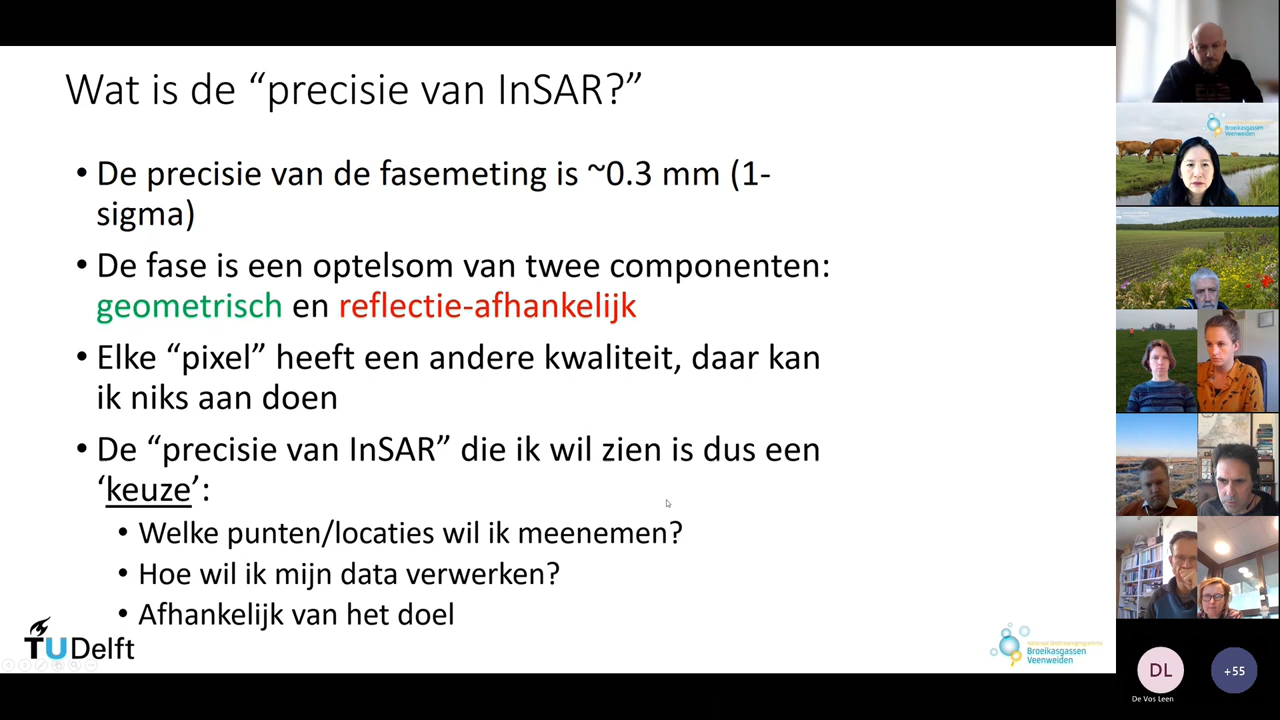 Wat is de “precisie van InSAR?”
• De precisie van de fasemeting is ~0.3 mm (1-
sigma)
• De fase is een optelsom van twee componenten:
geometrisch en reflectie-afhankelijk
• Elke “pixel” heeft een andere kwaliteit, daar kan
ik niks aan doen
• De “precisie van InSAR” die ik wil zien is dus een
‘keuze’:
• Welke punten/locaties wil ik meenemen?
• Hoe wil ik mijn data verwerken?
• Afhankelijk van het doel
TU Delft
Broeikasgassen
Veenweiden
Broeikasgassen
Veenweiden
DL
+55
De Vos Leen